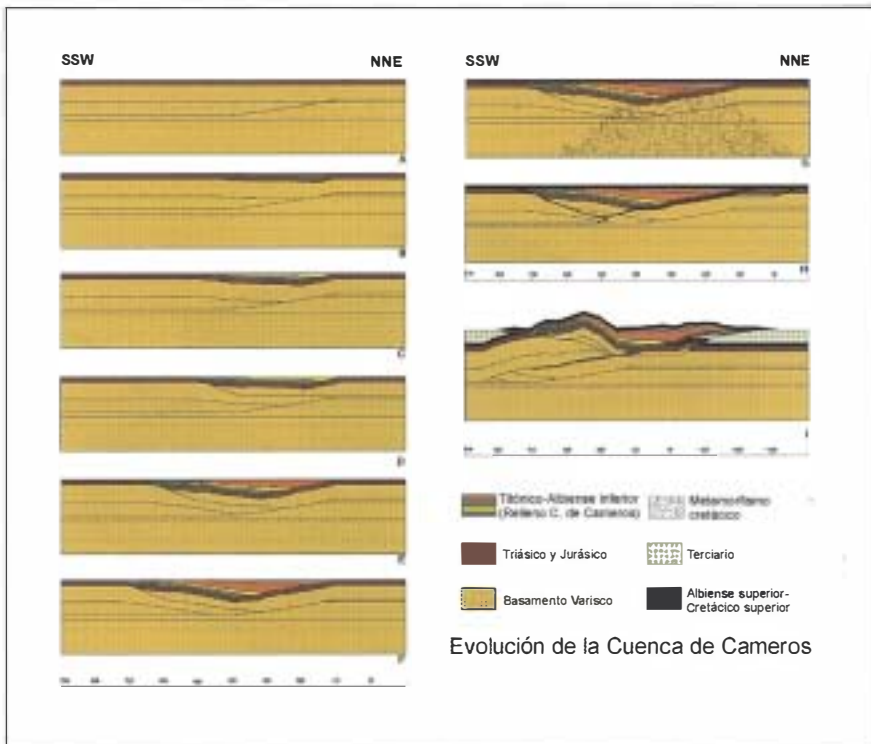 SSW NNE
A
B
C
D
E
F
SSW NNE
G
H
I
Titónico-Albiense Inferior
(Relleno C. de Cameros)
Metamorfismo
cretácico
Triásico y Jurásico
Terciario
Basamento Varisco
Albiense superior-
Cretácico superior
Evolución de la Cuenca de Cameros